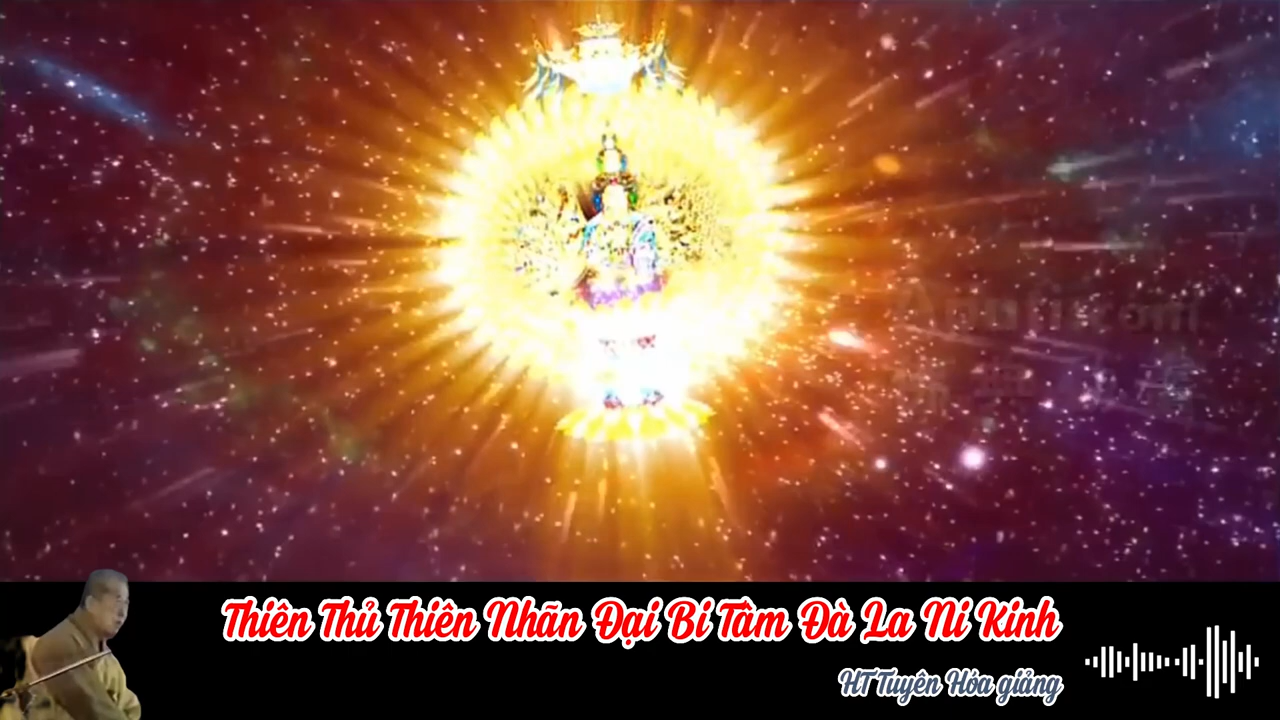 Thiên Thủ Thiên Nhãn Đại Bi Tâm Đà La Ni Kinh
HT Tuyên Hóa giảng